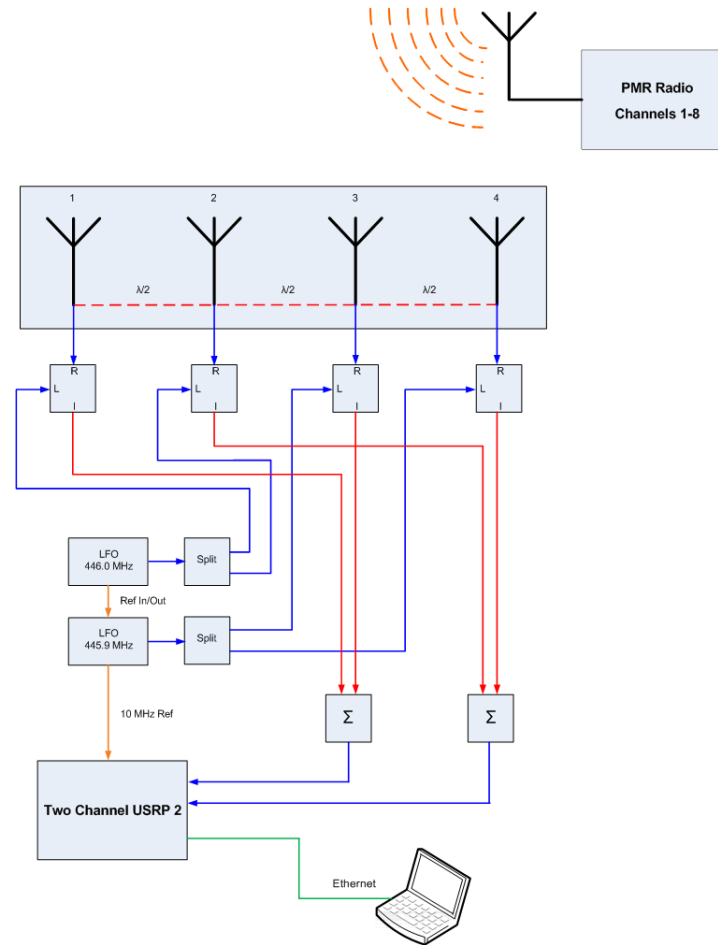 PMR Radio
Channels 1-8
1
2
3
4
λ/2
λ/2
λ/2
R
L
I
R
L
I
R
L
I
R
L
I
LFO
446.0 MHz
Split
Ref In/Out
LFO
445.9 MHz
Split
10 MHz Ref
Σ
Σ
Two Channel USRP 2
Ethernet